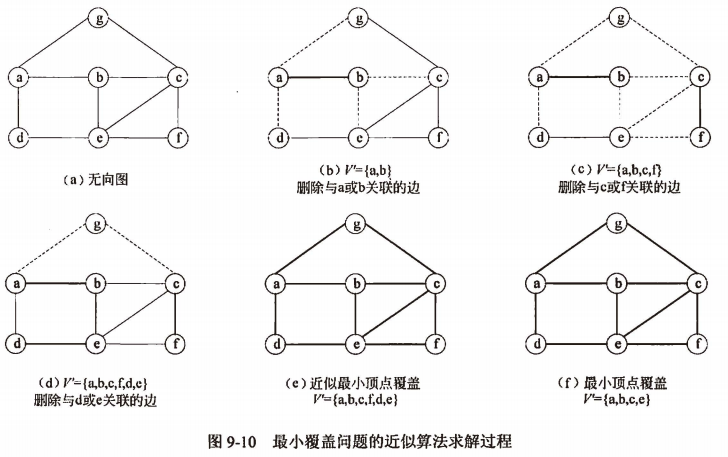 g g g
a b c a b c a b c
d e f d e f d e f
(a) 无向图
(b) V'={a,b}
删除与a或b关联的边
(c) V'={a,b,c,f}
删除与c或f关联的边
g g g
a b c a b c a b c
d e f d e f d e f
(d) V'={a,b,c,f,d,e}
删除与d或e关联的边
(e) 近似最小顶点覆盖
V'={a,b,c,f,d,e}
(f) 最小顶点覆盖
V'={a,b,c,e}
图 9-10 最小覆盖问题的近似算法求解过程